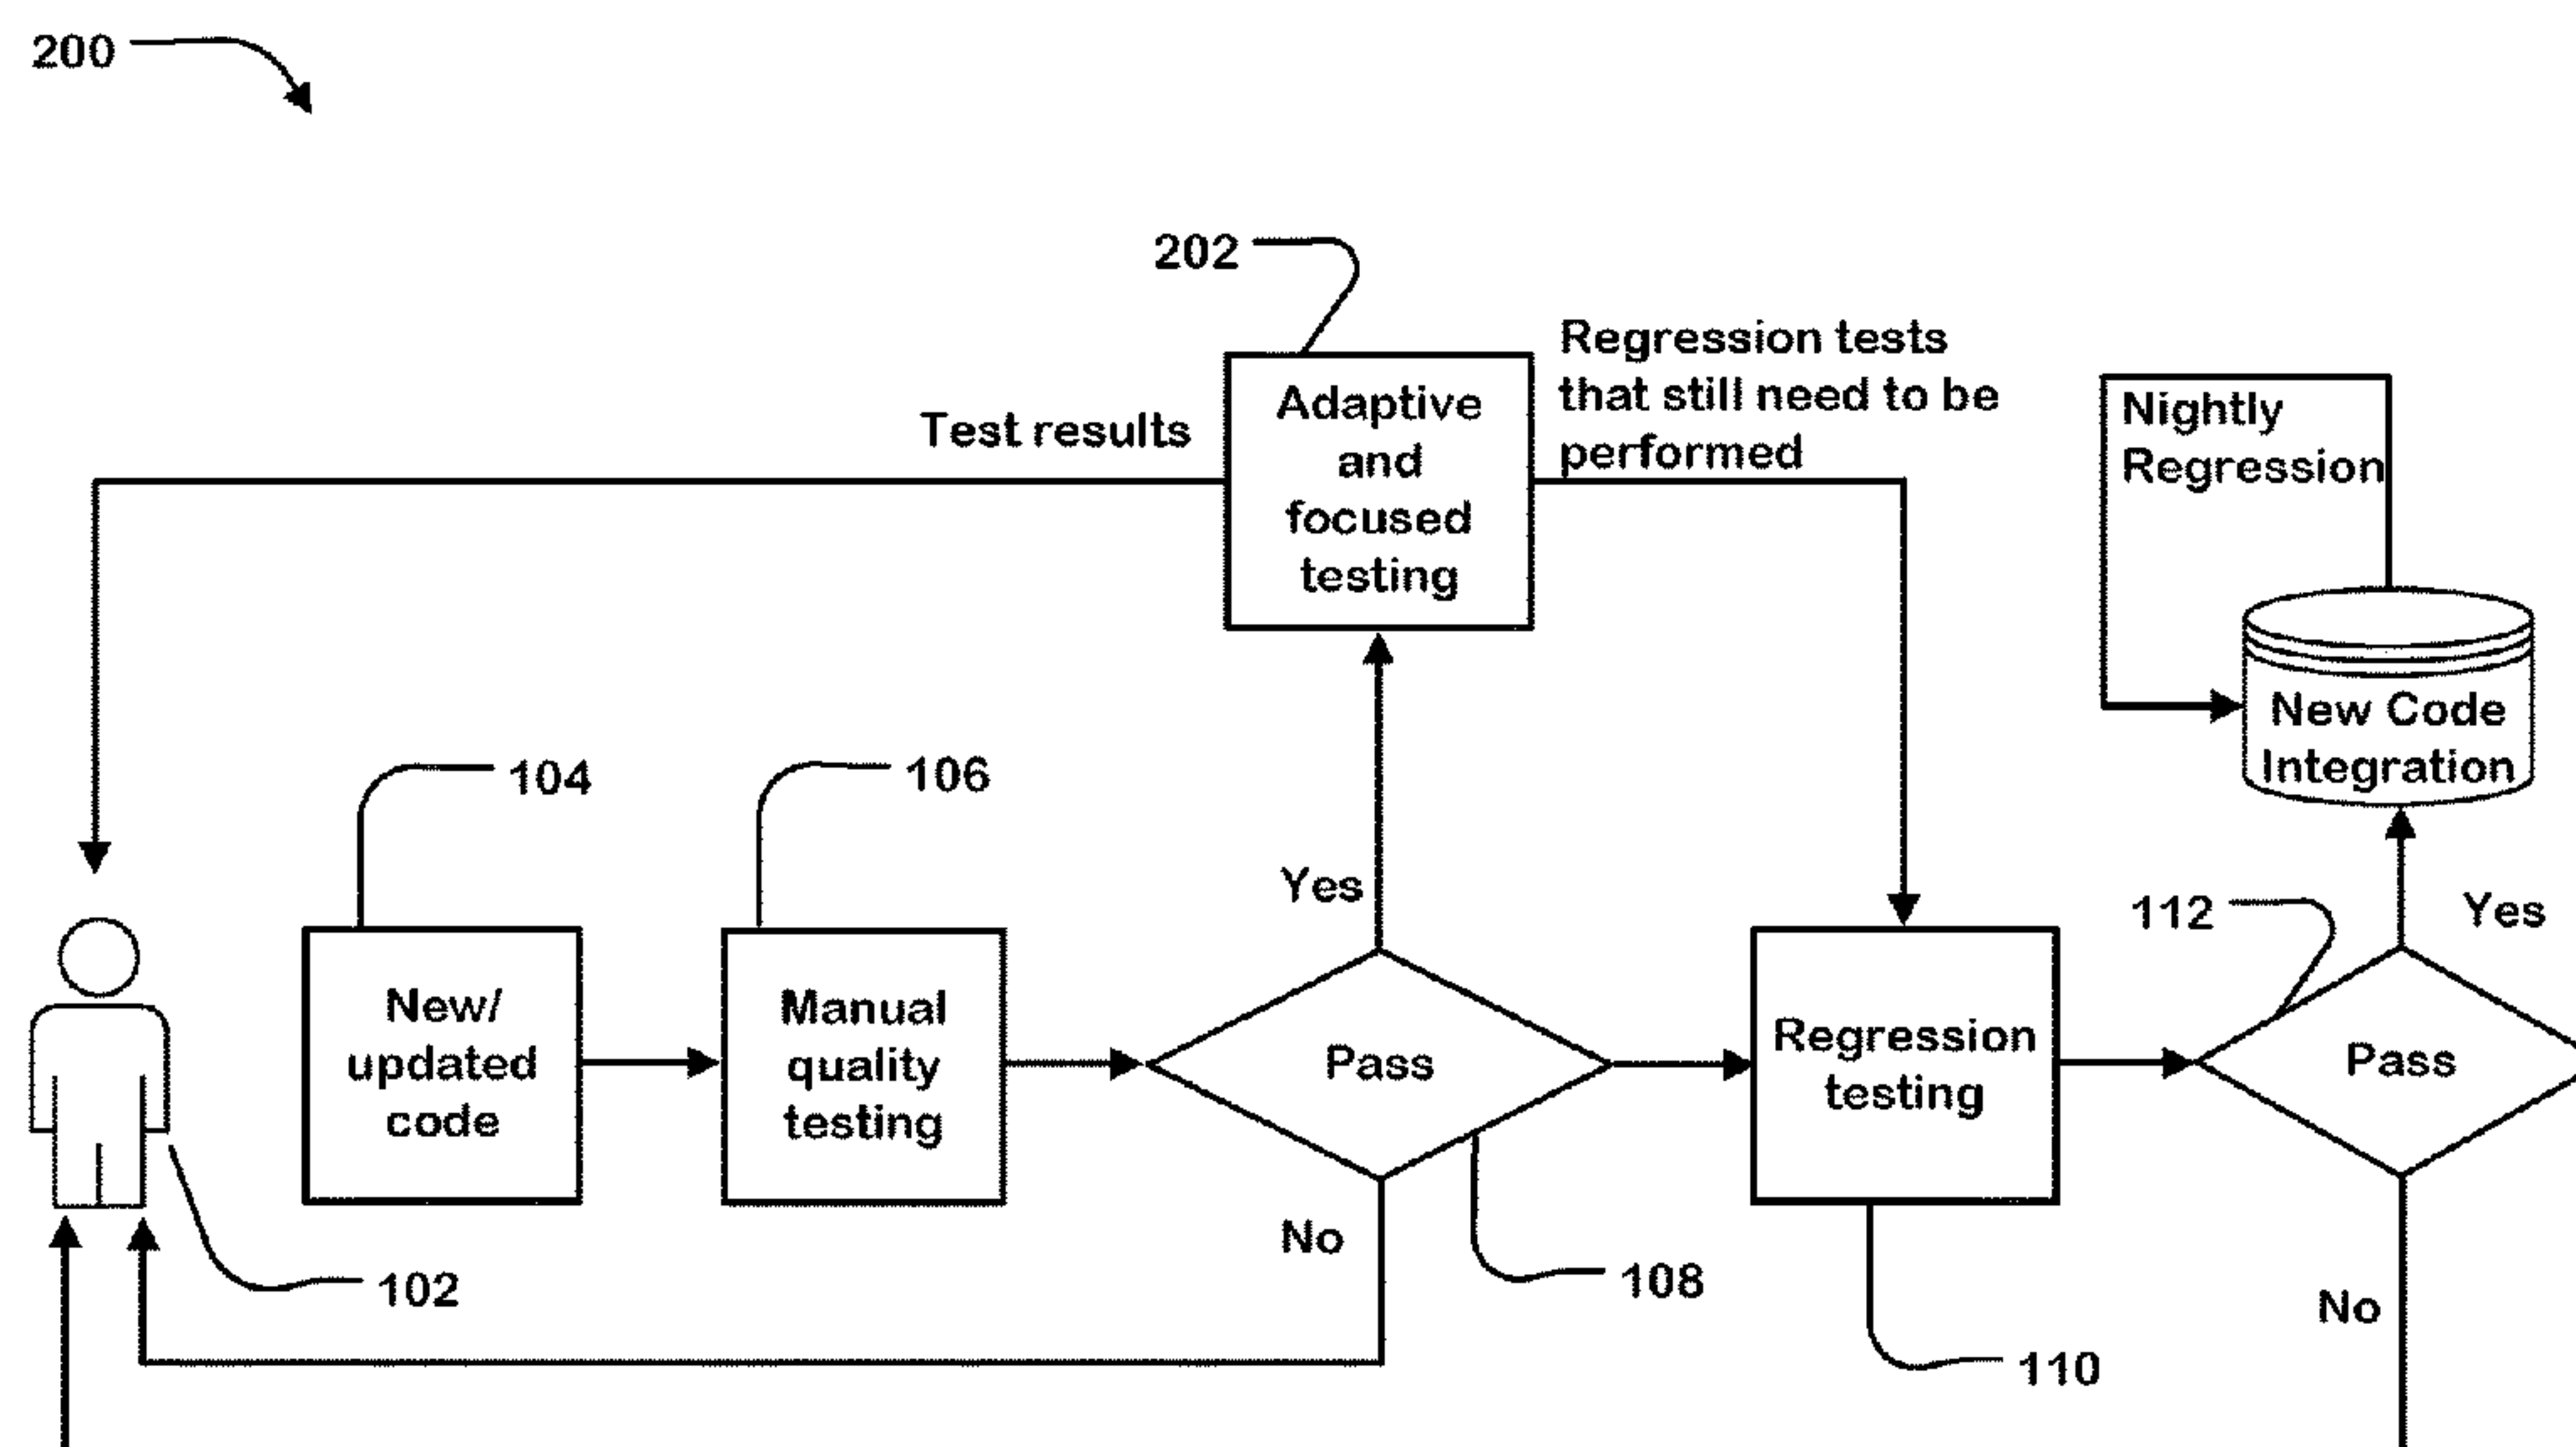 200
202
Adaptive
and
focused
testing
Test results
Regression tests
that still need to be
performed
Nightly
Regression
New Code
Integration
104
106
Yes
112
Yes
New/
updated
code
Manual
quality
testing
Pass
Regression
testing
Pass
No
108
102
No
110